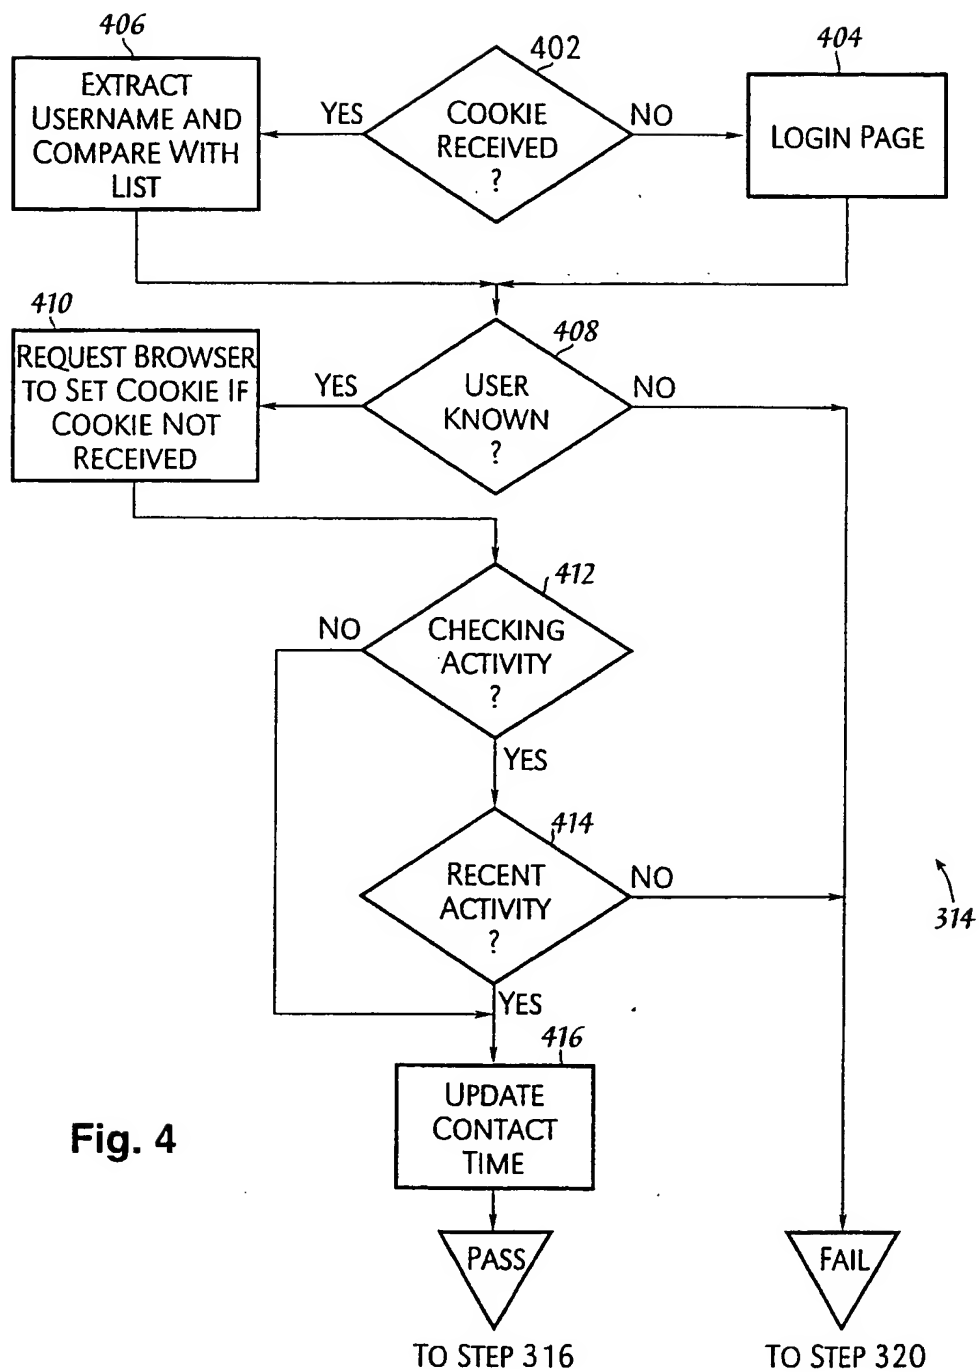 406
EXTRACT
USERNAME AND
COMPARE WITH
LIST
YES
402
COOKIE
RECEIVED
?
NO
404
LOGIN PAGE
410
REQUEST BROWSER
TO SET COOKIE IF
COOKIE NOT
RECEIVED
YES
408
USER
KNOWN
?
NO
412
NO
CHECKING
ACTIVITY
?
YES
414
RECENT
ACTIVITY
?
NO
314
YES
416
UPDATE
CONTACT
TIME
Fig. 4
PASS
FAIL
TO STEP 316
TO STEP 320